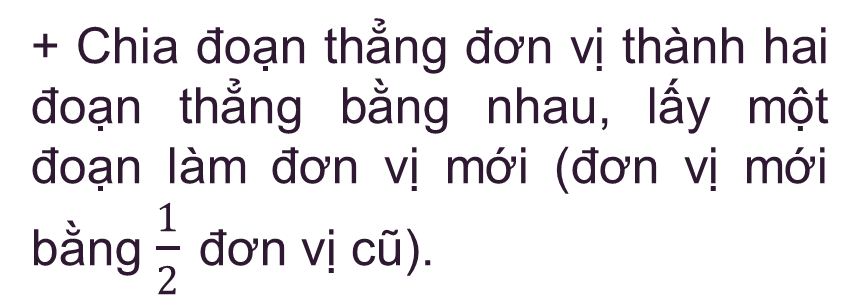 + Chia đoạn thẳng đơn vị thành hai
đoạn thẳng bằng nhau, lấy một
đoạn làm đơn vị mới (đơn vị mới
bằng 1/2 đơn vị cũ).